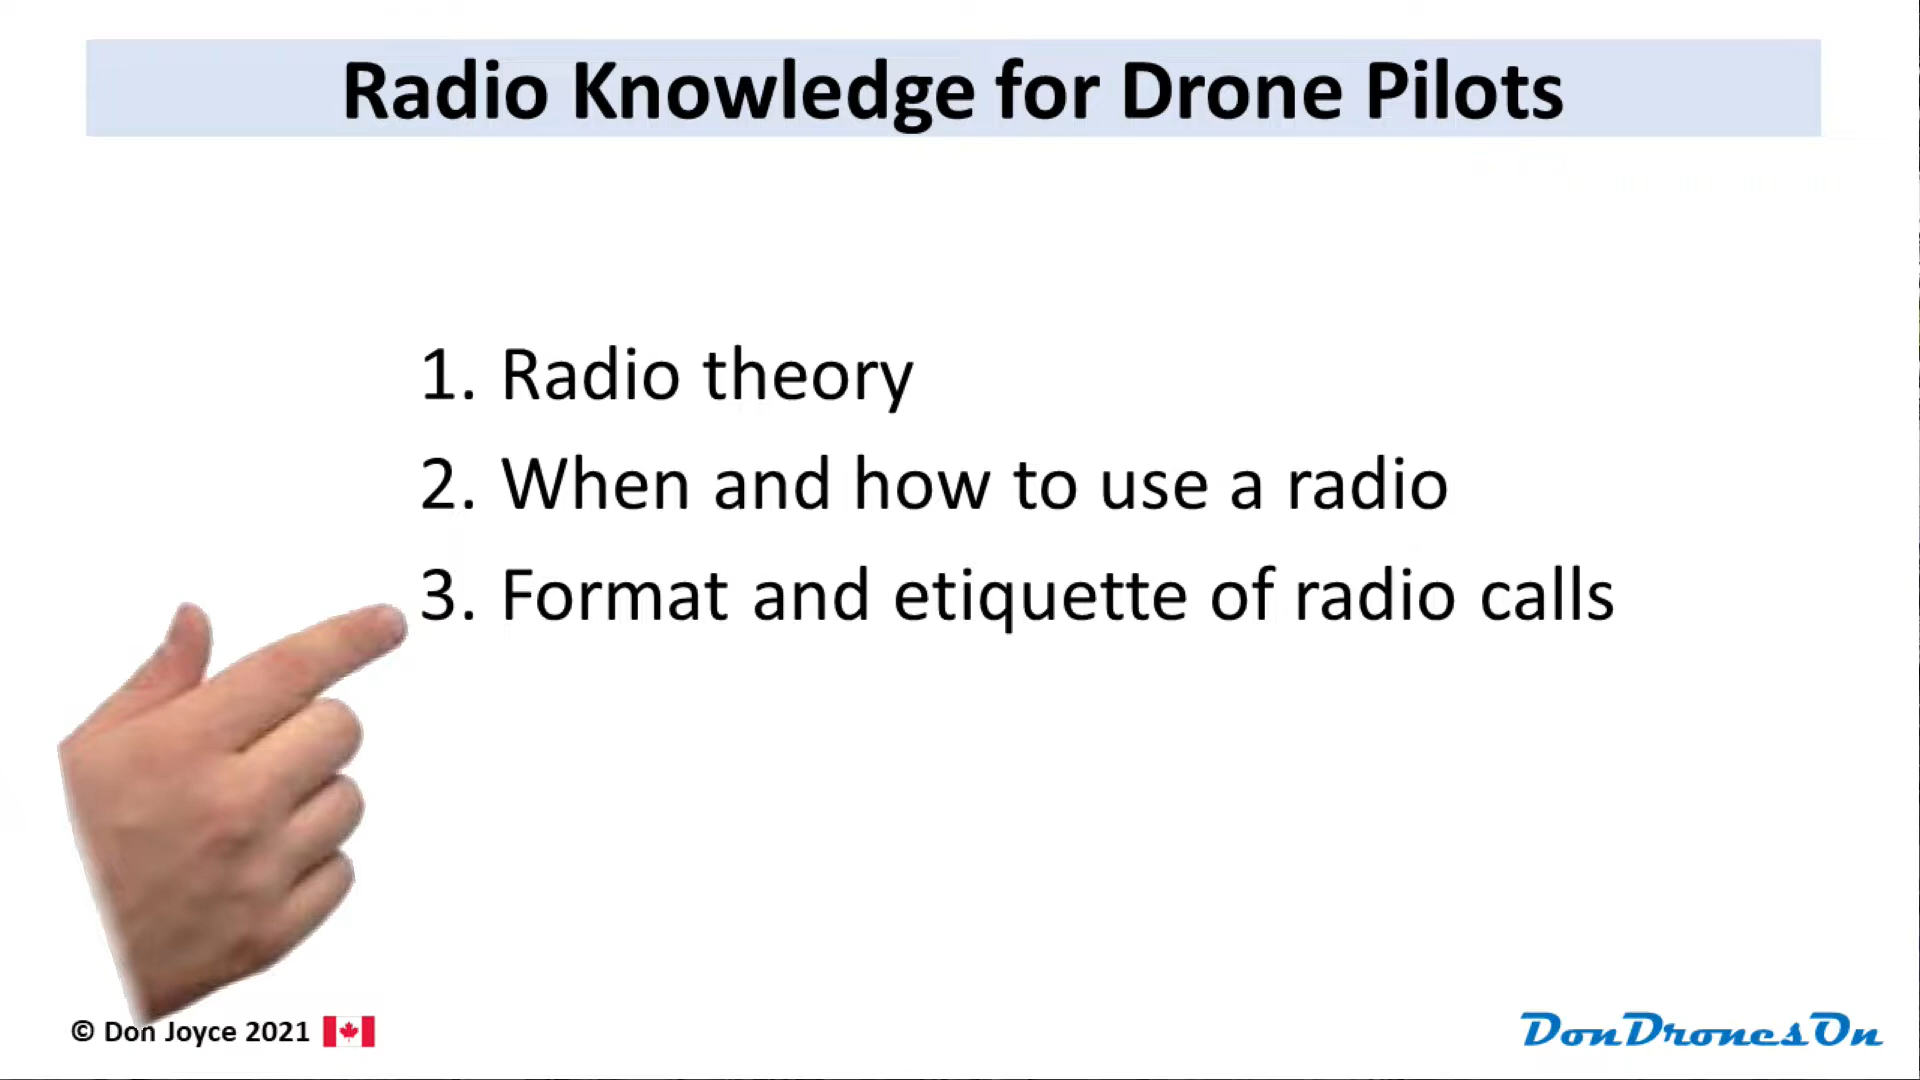 Radio Knowledge for Drone Pilots
1. Radio theory
2. When and how to use a radio
3. Format and etiquette of radio calls
© Don Joyce 2021
DonDronesOn